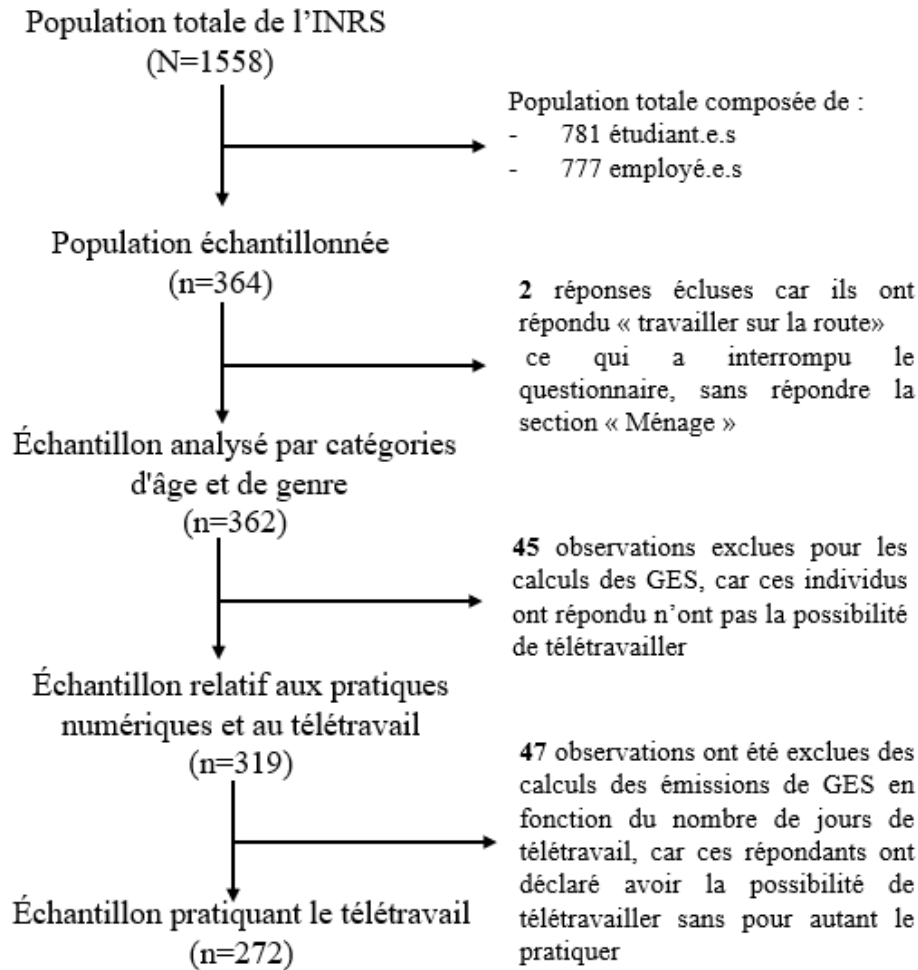 Population totale de l’INRS
(N=1558)
Population totale composée de :
- 781 étudiant.e.s
- 777 employé.e.s
Population échantillonnée
(n=364)
2 réponses écluses car ils ont
répondu « travailler sur la route»
ce qui a interrompu le
questionnaire, sans répondre la
section « Ménage »
Échantillon analysé par catégories
d'âge et de genre
(n=362)
45 observations exclues pour les
calculs des GES, car ces individus
ont répondu n’ont pas la possibilité
de télétravailler
Échantillon relatif aux pratiques
numériques et au télétravail
(n=319)
47 observations ont été exclues des
calculs des émissions de GES en
fonction du nombre de jours de
télétravail, car ces répondants ont
déclaré avoir la possibilité de
télétravailler sans pour autant le
pratiquer
Échantillon pratiquant le télétravail
(n=272)